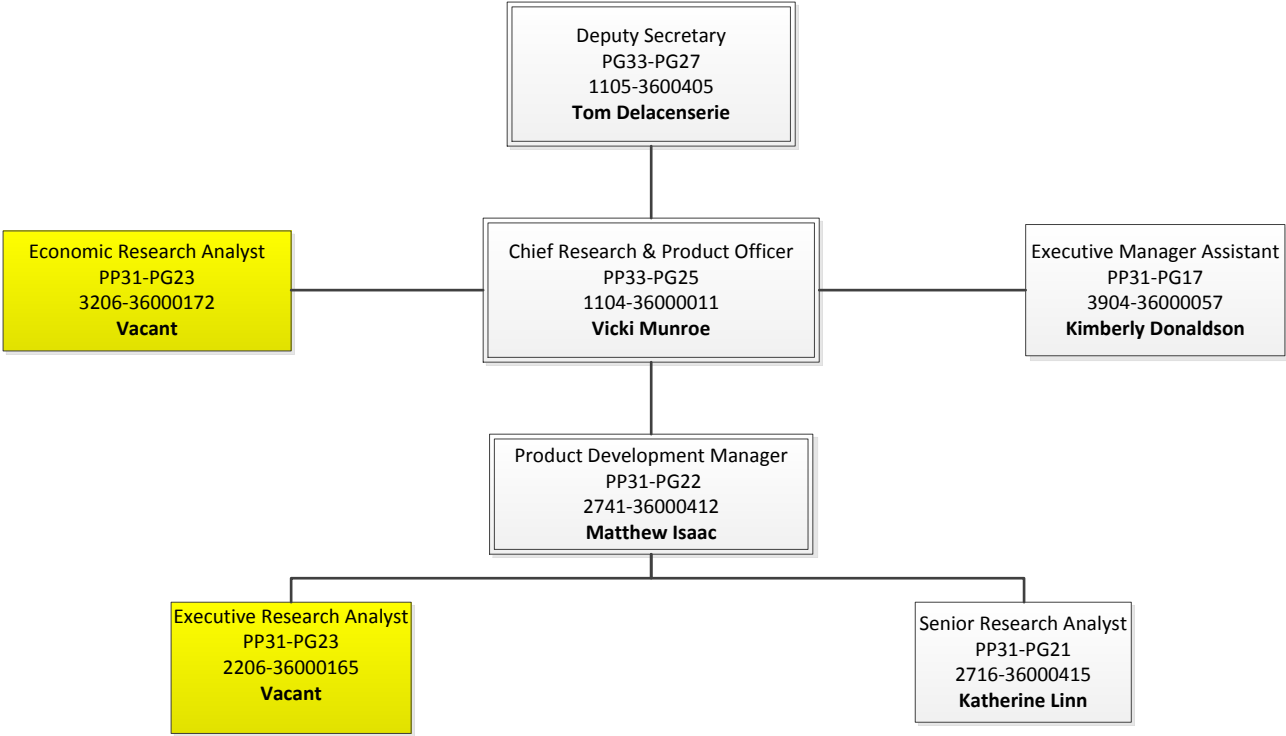 Deputy Secretary
PG33-PG27
1105-3600405
Tom Delacenserie
Economic Research Analyst
PP31-PG23
3206-36000172
Vacant
Chief Research & Product Officer
PP33-PG25
1104-36000011
Vicki Munroe
Executive Manager Assistant
PP31-PG17
3904-36000057
Kimberly Donaldson
Product Development Manager
PP31-PG22
2741-36000412
Matthew Isaac
Executive Research Analyst
PP31-PG23
2206-36000165
Vacant
Senior Research Analyst
PP31-PG21
2716-36000415
Katherine Linn